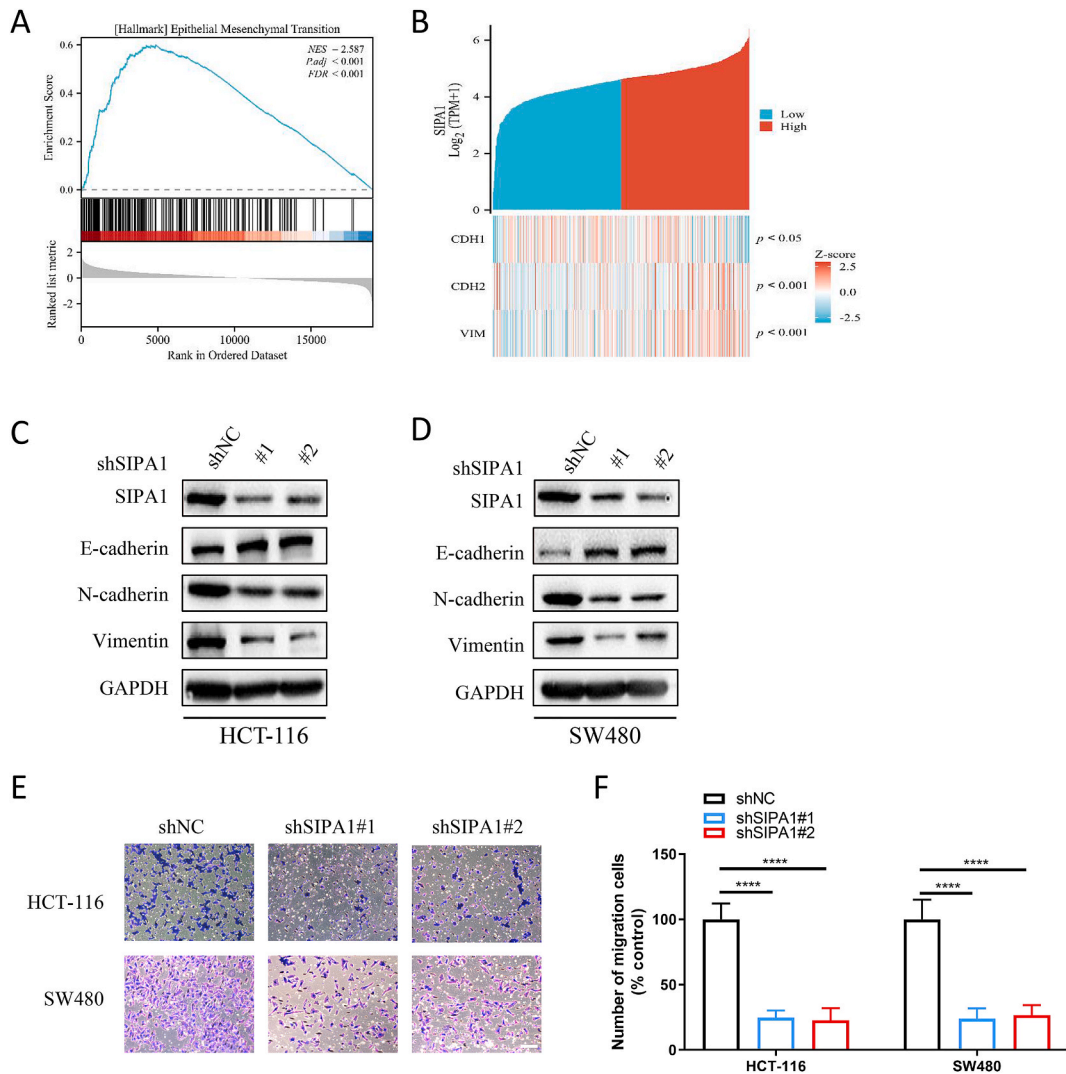 A
[Hallmark] Epithelial Mesenchymal Transition
NES − 2.587
P.adj < 0.001
FDR < 0.001
Enrichment Score
0.6
0.4
0.2
0.0
Ranked list metric
2
0
-2
0 5000 10000 15000
Rank in Ordered Dataset
B
SIPA1
Log2 (TPM+1)
6
4
2
0
Low
High
CDH1 p < 0.05
CDH2 p < 0.001
VIM p < 0.001
Z-score
2.5
0.0
-2.5
C
shSIPA1 shNC #1 #2
SIPA1
E-cadherin
N-cadherin
Vimentin
GAPDH
HCT-116
D
shSIPA1 shNC #1 #2
SIPA1
E-cadherin
N-cadherin
Vimentin
GAPDH
SW480
E
shNC shSIPA1#1 shSIPA1#2
HCT-116
SW480
F
shNC
shSIPA1#1
shSIPA1#2
Number of migration cells
(% control)
150
100
50
0
**** ****
**** ****
HCT-116 SW480